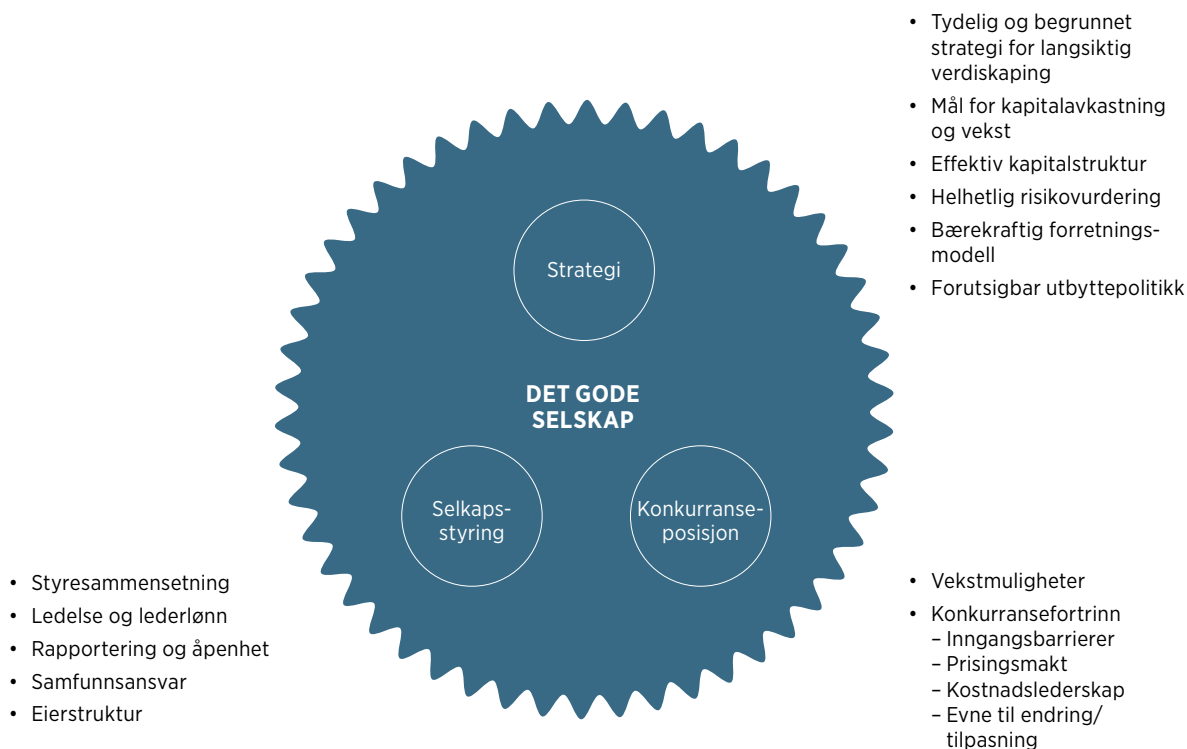 • Tydelig og begrunnet
strategi for langsiktig
verdiskaping
• Mål for kapitalavkastning
og vekst
• Effektiv kapitalstruktur
• Helhetlig risikovurdering
• Bærekraftig forretnings-
modell
• Forutsigbar utbyttepolitikk
Strategi
DET GODE
SELSKAP
Selkaps-
styring
Konkurranse-
posisjon
• Styresammensetning
• Ledelse og lederlønn
• Rapportering og åpenhet
• Samfunnsansvar
• Eierstruktur
• Vekstmuligheter
• Konkurransefortrinn
– Inngangsbarrierer
– Prisingsmakt
– Kostnadslederskap
– Evne til endring/
tilpasning